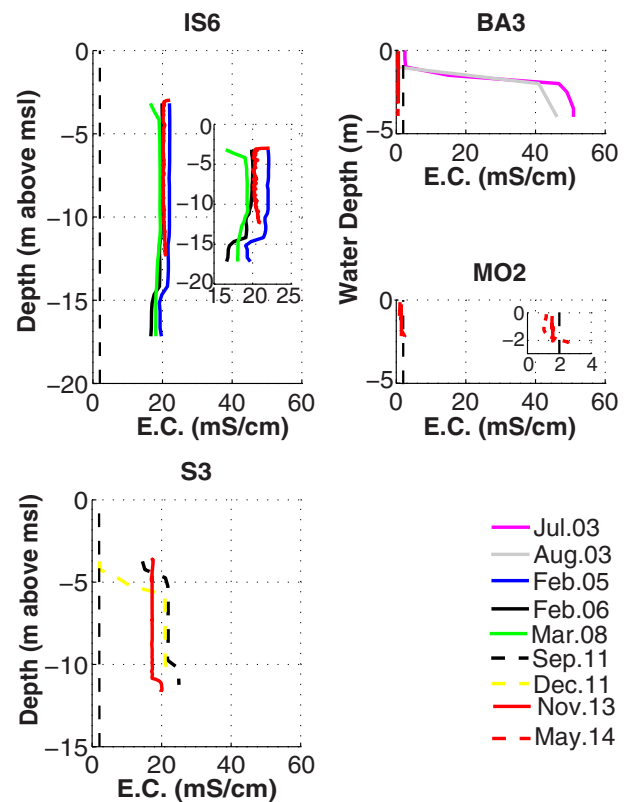 IS6
0
−5
−10
−15
−20
0 20 40 60
Depth (m above msl)
E.C. (mS/cm)
0
−5
−10
−15
−20
15 20 25
BA3
0
−5
0 20 40 60
E.C. (mS/cm)
Water Depth (m)
MO2
0
−5
0 20 40 60
E.C. (mS/cm)
0
−2
0 2 4
S3
0
−5
−10
−15
0 20 40 60
Depth (m above msl)
E.C. (mS/cm)
Jul.03
Aug.03
Feb.05
Feb.06
Mar.08
Sep.11
Dec.11
Nov.13
May.14